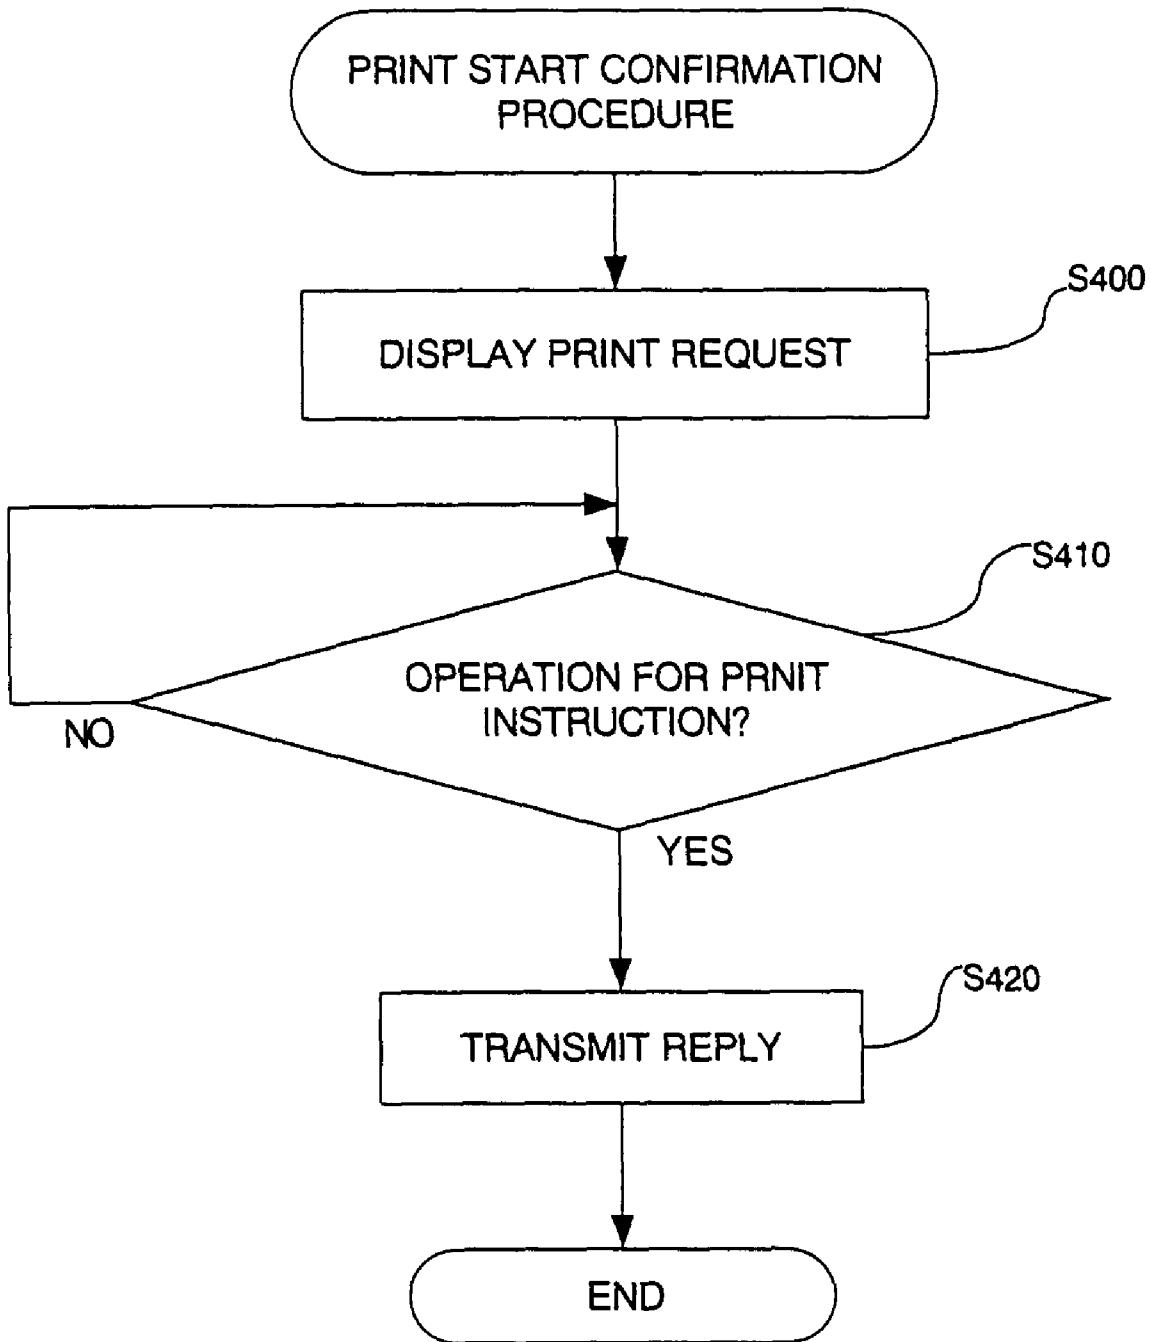 PRINT START CONFIRMATION
PROCEDURE
S400
DISPLAY PRINT REQUEST
S410
OPERATION FOR PRNIT
INSTRUCTION?
NO
YES
S420
TRANSMIT REPLY
END